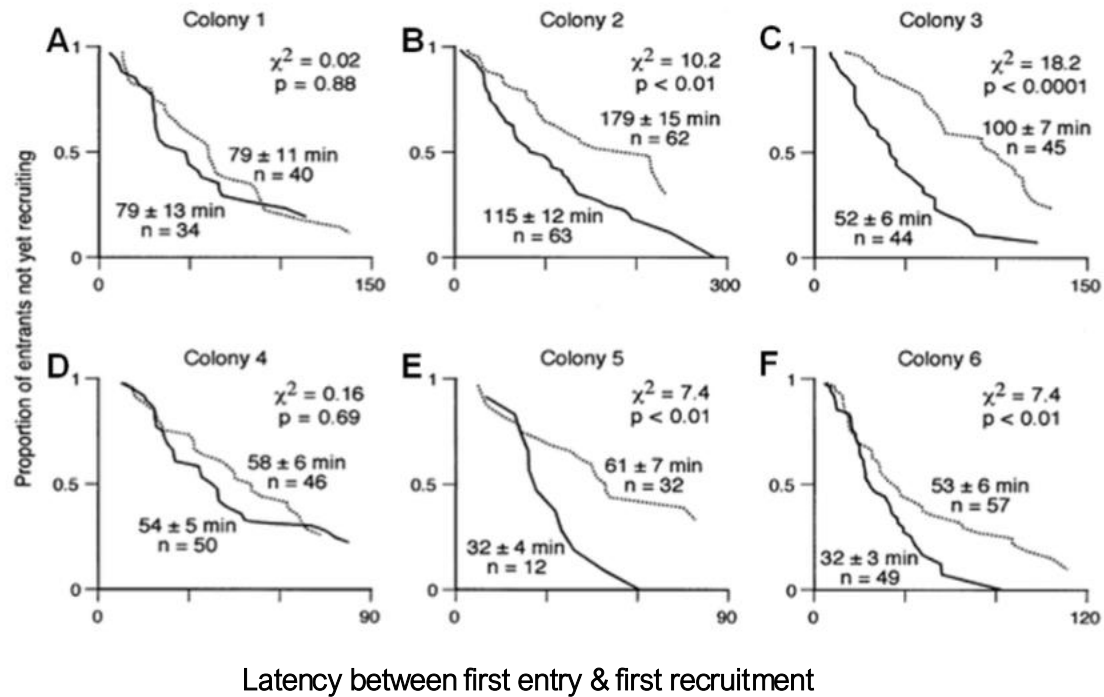 Proportion of entrants not yet recruiting
Colony 1
A
1
0.5
0
χ² = 0.02
p = 0.88
79 ± 11 min
n = 40
79 ± 13 min
n = 34
0
150
Colony 2
B
1
0.5
0
χ² = 10.2
p < 0.01
179 ± 15 min
n = 62
115 ± 12 min
n = 63
0
300
Colony 3
C
1
0.5
0
χ² = 18.2
p < 0.0001
100 ± 7 min
n = 45
52 ± 6 min
n = 44
0
150
Colony 4
D
1
0.5
0
χ² = 0.16
p = 0.69
58 ± 6 min
n = 46
54 ± 5 min
n = 50
0
90
Colony 5
E
1
0.5
0
χ² = 7.4
p < 0.01
61 ± 7 min
n = 32
32 ± 4 min
n = 12
0
90
Colony 6
F
1
0.5
0
χ² = 7.4
p < 0.01
53 ± 6 min
n = 57
32 ± 3 min
n = 49
0
120
Latency between first entry & first recruitment